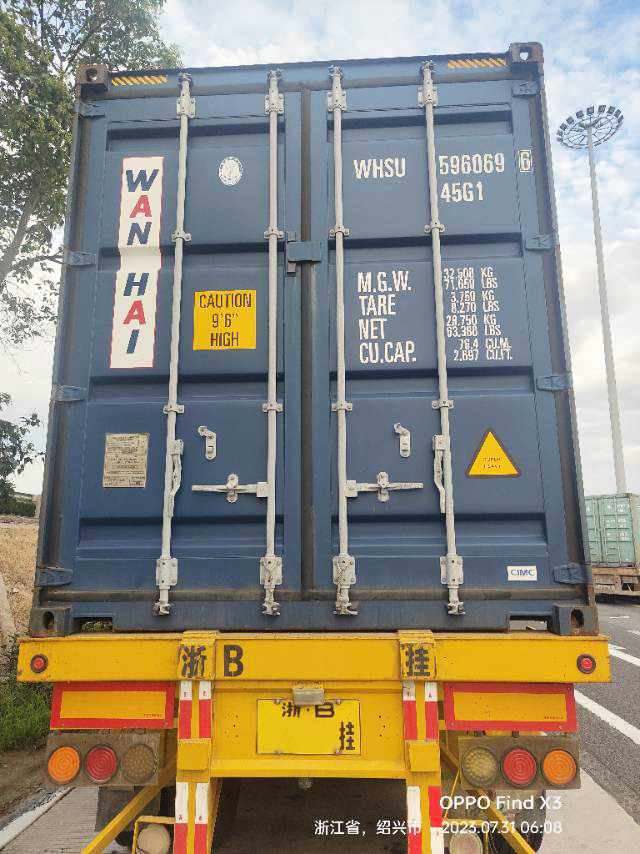 WAN HAI
WHSU 596069 6
45G1
CAUTION
9'6"
HIGH
M.G.W. 32.500 KG
71,650 LBS
TARE 3.750 KG
8.270 LBS
NET 28.750 KG
63,380 LBS
CU.CAP. 76.4 CU.M.
2.697 CU.FT.
SUPER
HEAVY
CIMC
浙 B 挂
浙·B
挂
OPPO Find X3
浙江省，绍兴市 2023.07.31 06:08